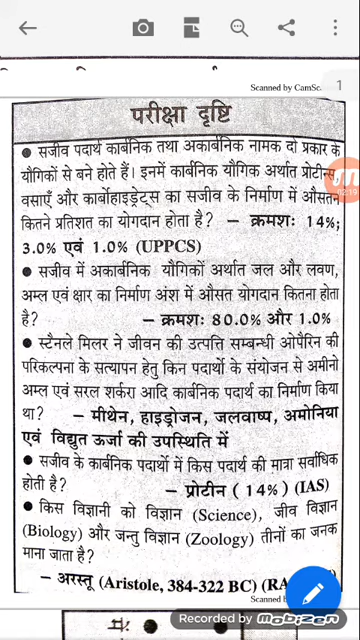 Scanned by CamSc
1
परीक्षा दृष्टि
● सजीव पदार्थ कार्बनिक तथा अकार्बनिक नामक दो प्रकार के
यौगिकों से बने होते हैं। इनमें कार्बनिक यौगिक अर्थात प्रोटीन्स
वसाएँ और कार्बोहाइड्रेट्स का सजीव के निर्माण में औसतन
कितने प्रतिशत का योगदान होता है? – क्रमशः 14%;
3.0% एवं 1.0% (UPPCS)
● सजीव में अकार्बनिक यौगिकों अर्थात जल और लवण,
अम्ल एवं क्षार का निर्माण अंश में औसत योगदान कितना होता
है? – क्रमशः 80.0% और 1.0%
● स्टैनले मिलर ने जीवन की उत्पत्ति सम्बन्धी ओपैरिन की
परिकल्पना के सत्यापन हेतु किन पदार्थों के संयोजन से अमीनो
अम्ल एवं सरल शर्करा आदि कार्बनिक पदार्थ का निर्माण किया
था? – मीथेन, हाइड्रोजन, जलवाष्प, अमोनिया
एवं विद्युत ऊर्जा की उपस्थिति में
● सजीव के कार्बनिक पदार्थो में किस पदार्थ की मात्रा सर्वाधिक
होती है? – प्रोटीन ( 14%) (IAS)
● किस विज्ञानी को विज्ञान (Science), जीव विज्ञान
(Biology) और जन्तु विज्ञान (Zoology) तीनों का जनक
माना जाता है?
– अरस्तू (Aristole, 384-322 BC)
Scanned
RECORDED WITH
mobizen
02:19